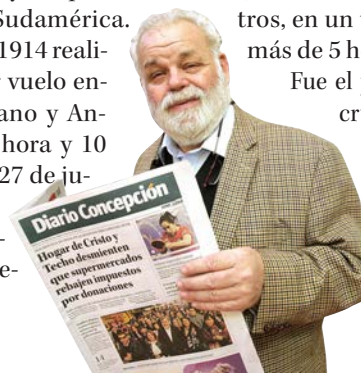 Sudamérica.
1914 reali-
vuelo en-
ano y An-
hora y 10
27 de ju-
-
e-
tros, en un
más de 5 h
Fue el
cr
Diario Concepción
Hogar de Cristo y
Techo desmienten
que supermercados
rebajen impuestos
por donaciones